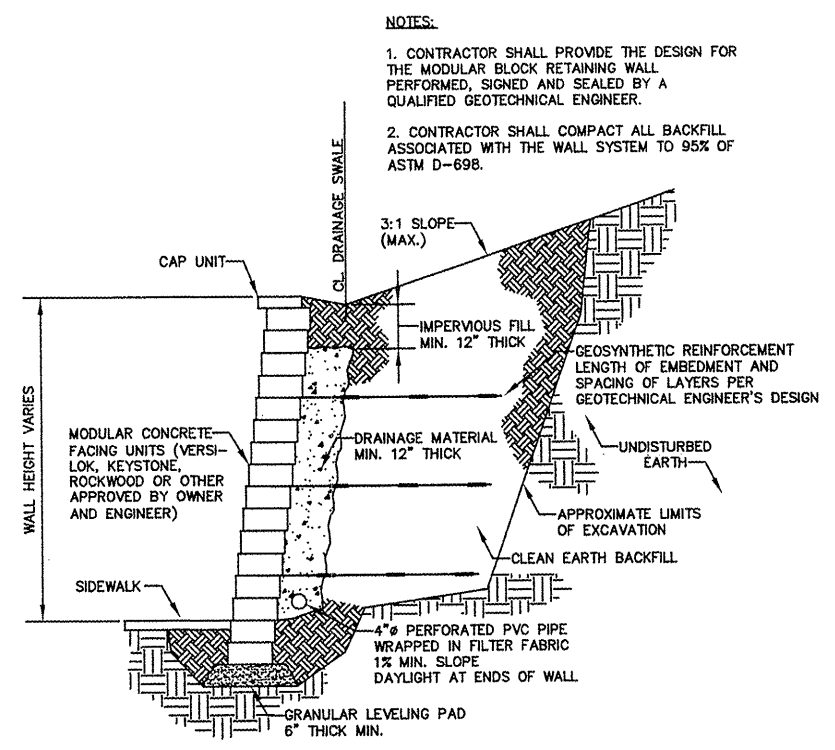 NOTES:
1. CONTRACTOR SHALL PROVIDE THE DESIGN FOR
THE MODULAR BLOCK RETAINING WALL
PERFORMED, SIGNED AND SEALED BY A
QUALIFIED GEOTECHNICAL ENGINEER.
2. CONTRACTOR SHALL COMPACT ALL BACKFILL
ASSOCIATED WITH THE WALL SYSTEM TO 95% OF
ASTM D-698.
CL DRAINAGE SWALE
3:1 SLOPE
(MAX.)
CAP UNIT
IMPERVIOUS FILL
MIN. 12" THICK
GEOSYNTHETIC REINFORCEMENT
LENGTH OF EMBEDMENT AND
SPACING OF LAYERS PER
GEOTECHNICAL ENGINEER'S DESIGN
WALL HEIGHT VARIES
MODULAR CONCRETE
FACING UNITS (VERSI-
LOK, KEYSTONE,
ROCKWOOD OR OTHER
APPROVED BY OWNER
AND ENGINEER)
DRAINAGE MATERIAL
MIN. 12" THICK
UNDISTURBED
EARTH
APPROXIMATE LIMITS
OF EXCAVATION
CLEAN EARTH BACKFILL
SIDEWALK
4"ø PERFORATED PVC PIPE
WRAPPED IN FILTER FABRIC
1% MIN. SLOPE
DAYLIGHT AT ENDS OF WALL
GRANULAR LEVELING PAD
6" THICK MIN.